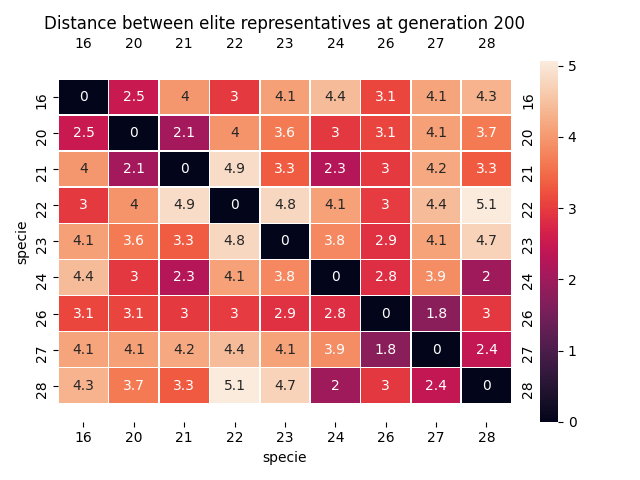 Distance between elite representatives at generation 200
16 20 21 22 23 24 26 27 28
16 0 2.5 4 3 4.1 4.4 3.1 4.1 4.3 16
20 2.5 0 2.1 4 3.6 3 3.1 4.1 3.7 20
21 4 2.1 0 4.9 3.3 2.3 3 4.2 3.3 21
22 3 4 4.9 0 4.8 4.1 3 4.4 5.1 22
23 4.1 3.6 3.3 4.8 0 3.8 2.9 4.1 4.7 23
24 4.4 3 2.3 4.1 3.8 0 2.8 3.9 2 24
26 3.1 3.1 3 3 2.9 2.8 0 1.8 3 26
27 4.1 4.1 4.2 4.4 4.1 3.9 1.8 0 2.4 27
28 4.3 3.7 3.3 5.1 4.7 2 3 2.4 0 28
16 20 21 22 23 24 26 27 28
specie
specie
5
4
3
2
1
0